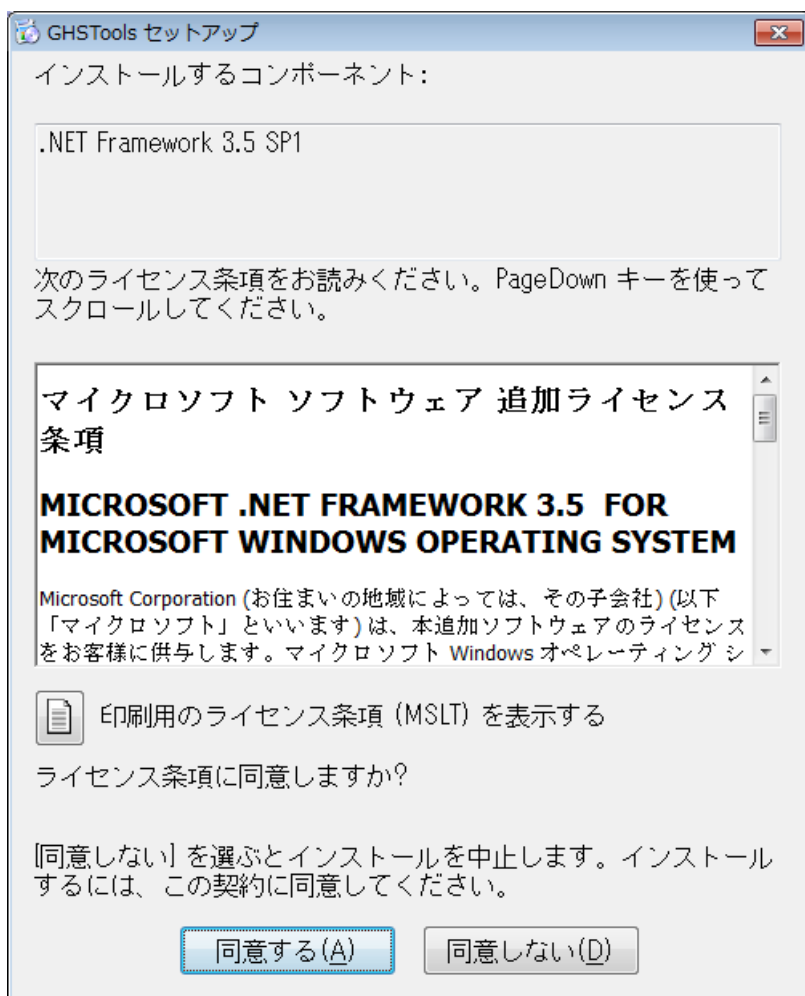 GHSTools セットアップ
インストールするコンポーネント:
.NET Framework 3.5 SP1
次のライセンス条項をお読みください。PageDown キーを使って
スクロールしてください。
マイクロソフト ソフトウェア 追加ライセンス
条項
MICROSOFT .NET FRAMEWORK 3.5 FOR
MICROSOFT WINDOWS OPERATING SYSTEM
Microsoft Corporation (お住まいの地域によっては、その子会社) (以下
「マイクロソフト」といいます) は、本追加ソフトウェアのライセンス
をお客様に供与します。マイクロソフト Windows オペレーティング シ
印刷用のライセンス条項 (MSLT) を表示する
ライセンス条項に同意しますか?
[同意しない] を選ぶとインストールを中止します。インストール
するには、この契約に同意してください。
同意する(A)
同意しない(D)